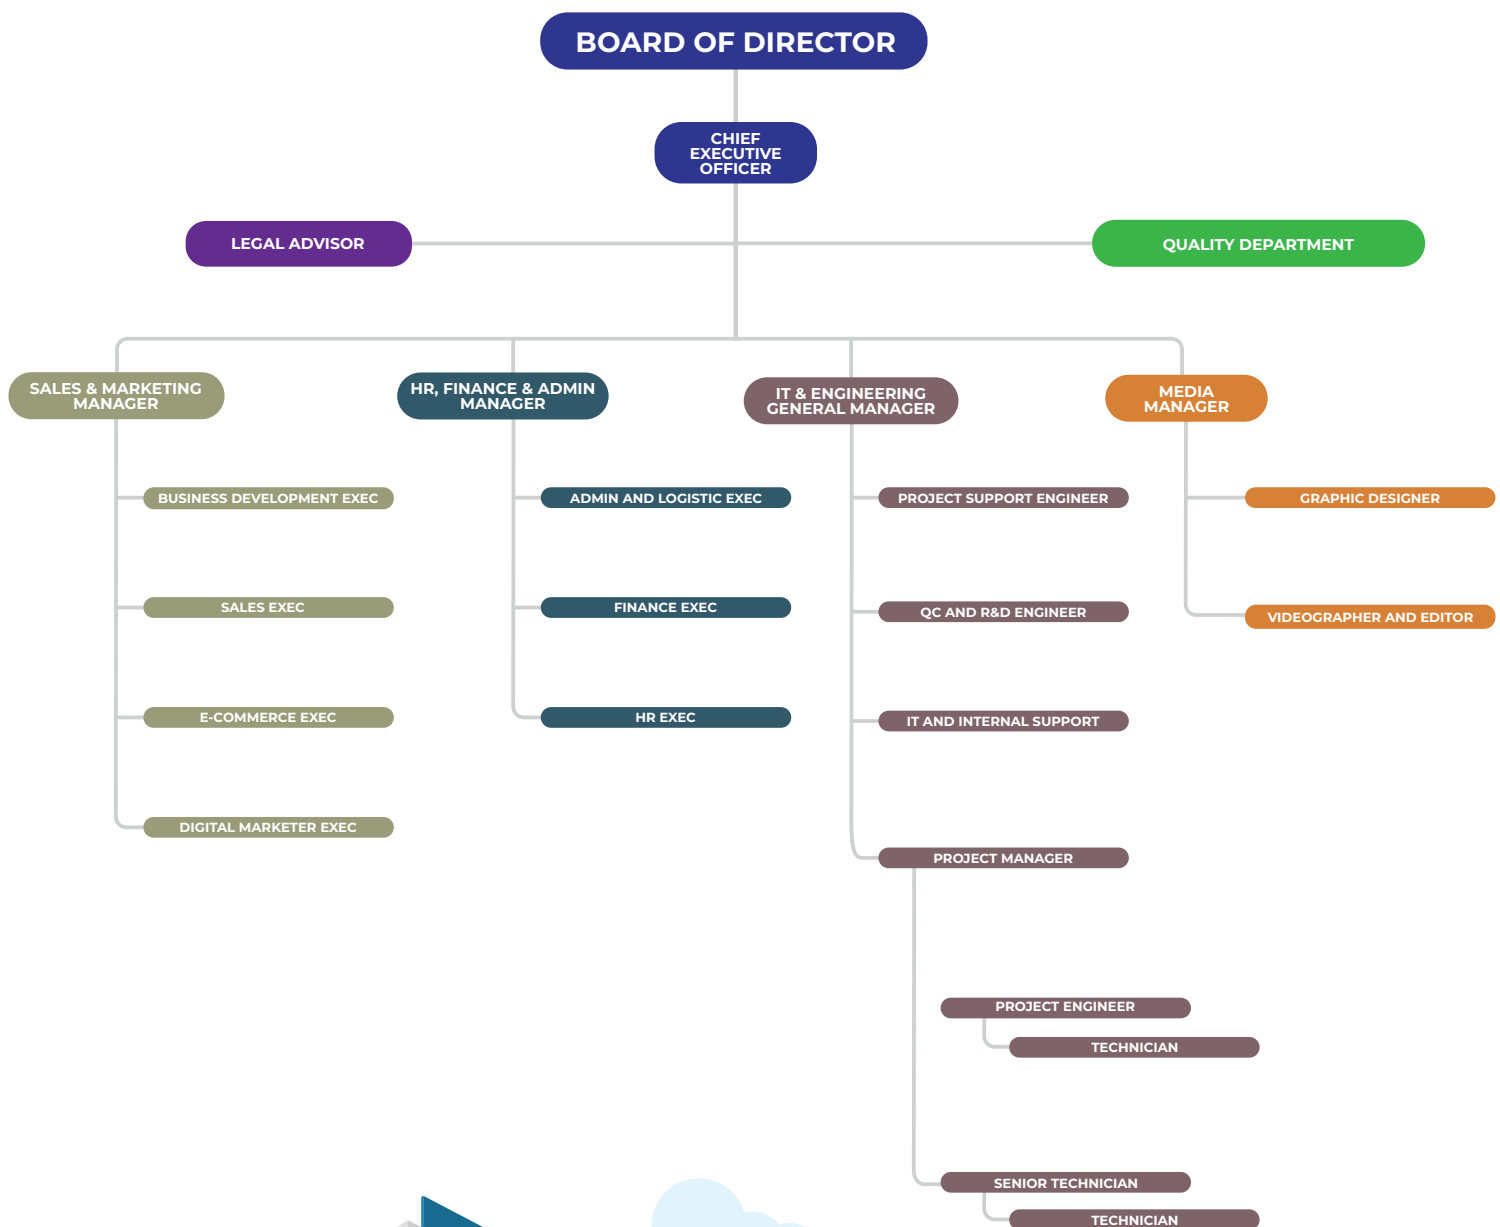 BOARD OF DIRECTOR
CHIEF
EXECUTIVE
OFFICER
LEGAL ADVISOR
QUALITY DEPARTMENT
SALES & MARKETING
MANAGER
HR, FINANCE & ADMIN
MANAGER
IT & ENGINEERING
GENERAL MANAGER
MEDIA
MANAGER
BUSINESS DEVELOPMENT EXEC
SALES EXEC
E-COMMERCE EXEC
DIGITAL MARKETER EXEC
ADMIN AND LOGISTIC EXEC
FINANCE EXEC
HR EXEC
PROJECT SUPPORT ENGINEER
QC AND R&D ENGINEER
IT AND INTERNAL SUPPORT
PROJECT MANAGER
PROJECT ENGINEER
TECHNICIAN
SENIOR TECHNICIAN
TECHNICIAN
GRAPHIC DESIGNER
VIDEOGRAPHER AND EDITOR